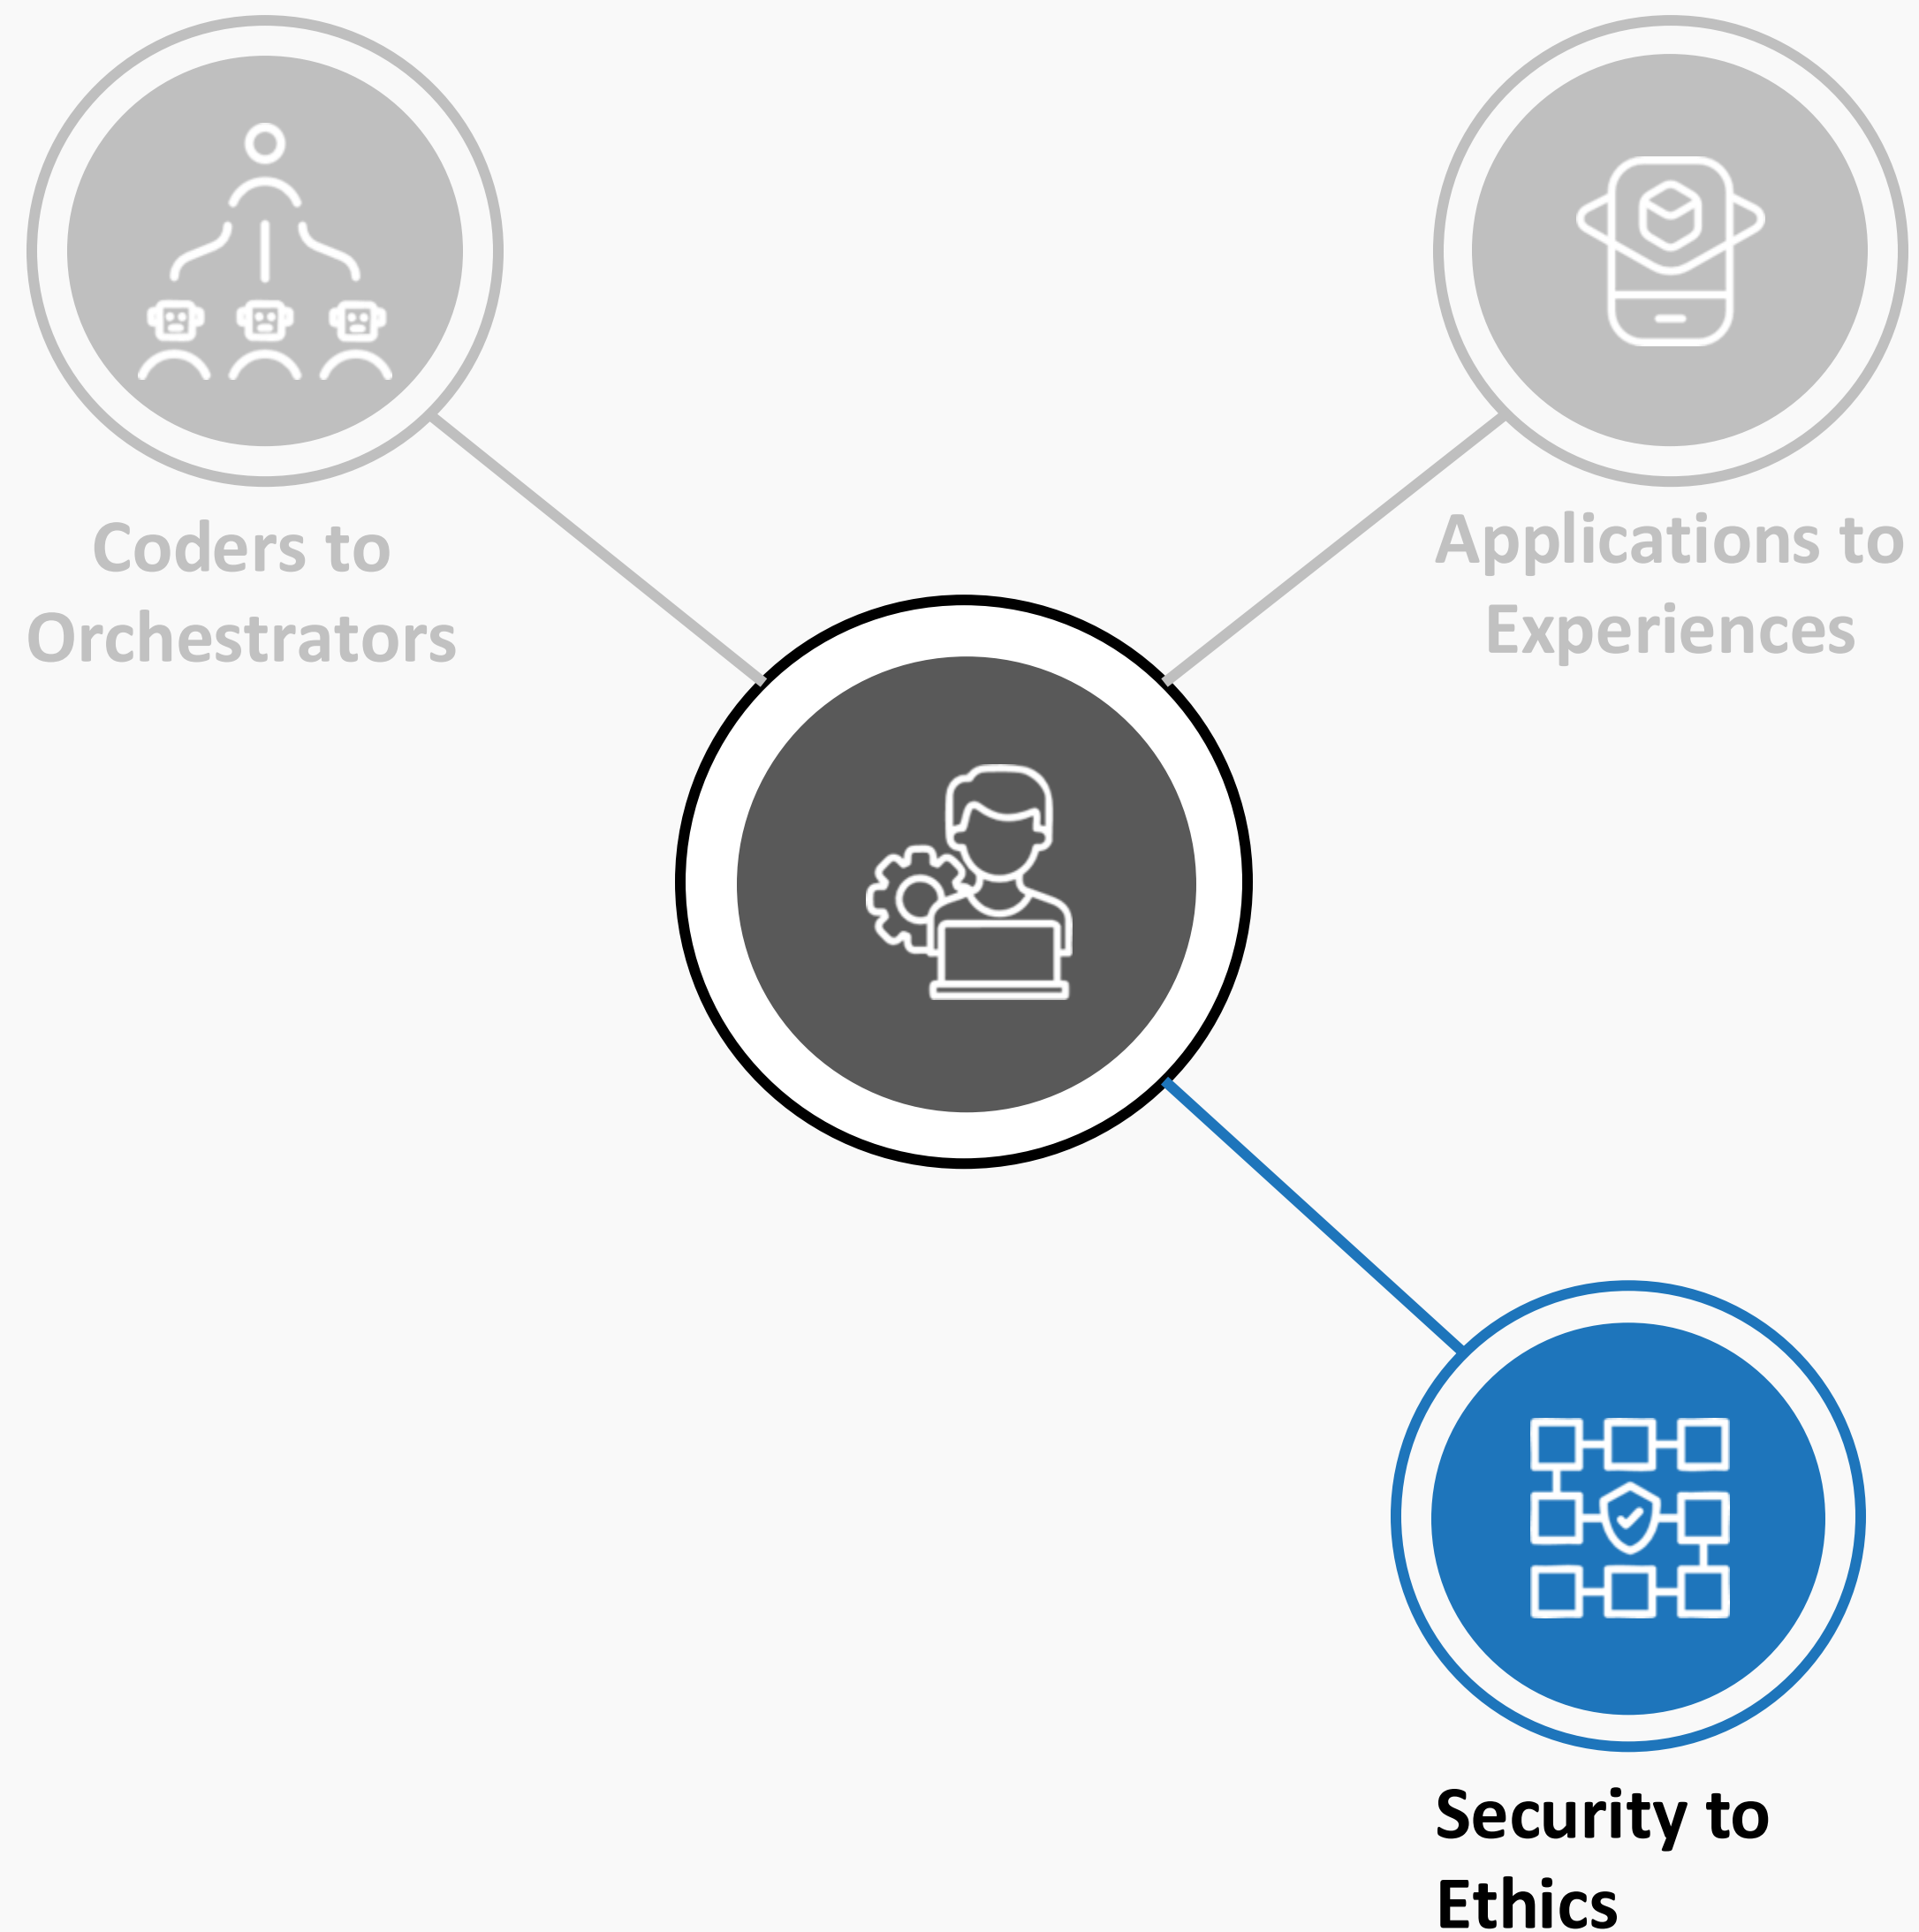 Coders to
Orchestrators
Applications to
Experiences
Security to
Ethics